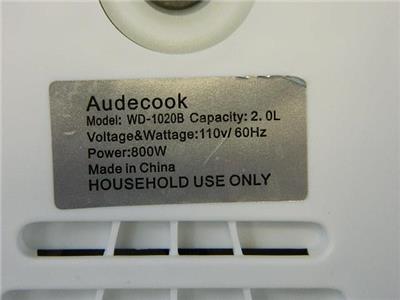 Audecook
Model: WD-1020B Capacity: 2.0L
Voltage&Wattage:110v/60Hz
Power:800W
Made in China
HOUSEHOLD USE ONLY